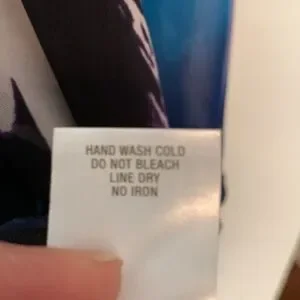 HAND WASH COLD
DO NOT BLEACH
LINE DRY
NO IRON